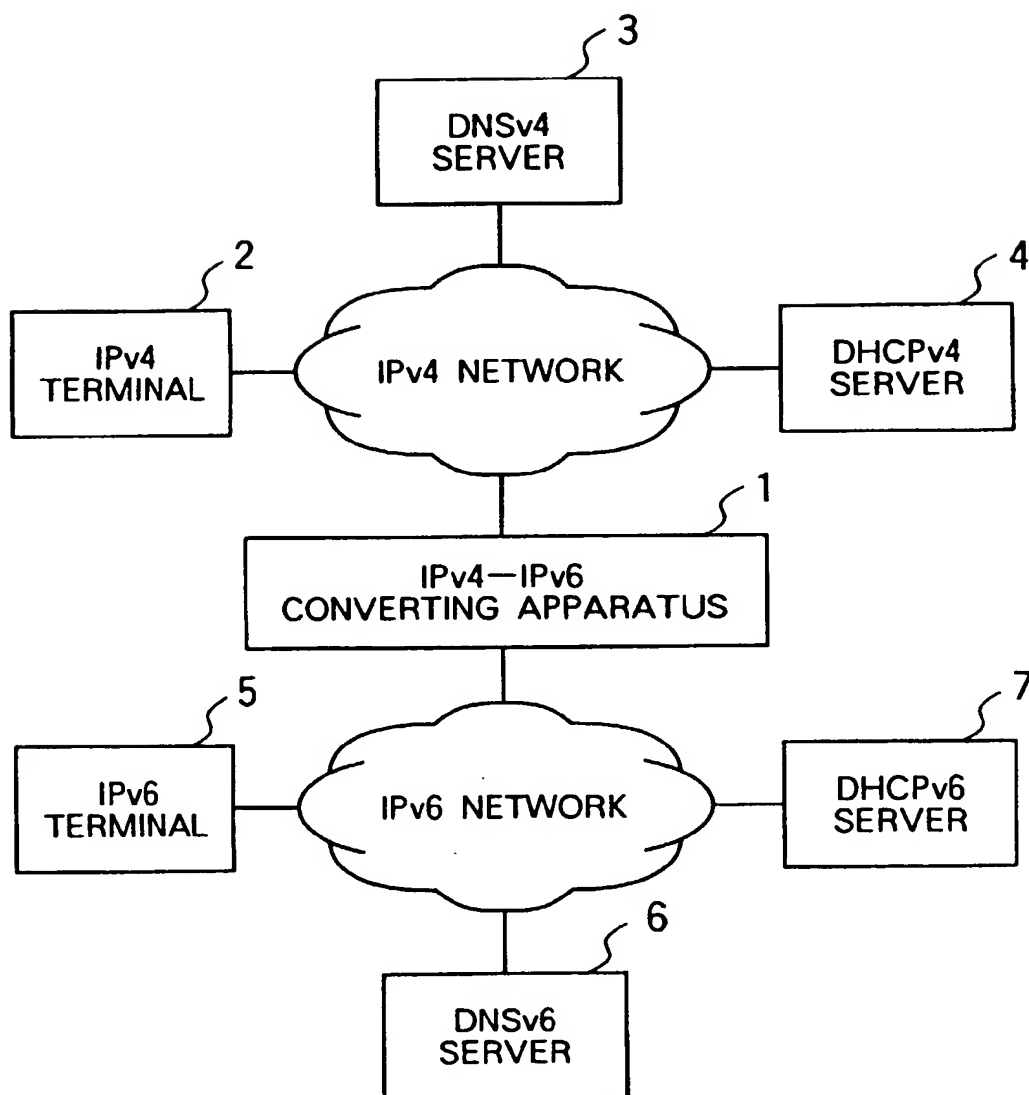 3
DNSv4
SERVER
2
4
IPv4
TERMINAL
IPv4 NETWORK
DHCPv4
SERVER
1
IPv4—IPv6
CONVERTING APPARATUS
5
7
IPv6
TERMINAL
IPv6 NETWORK
DHCPv6
SERVER
6
DNSv6
SERVER